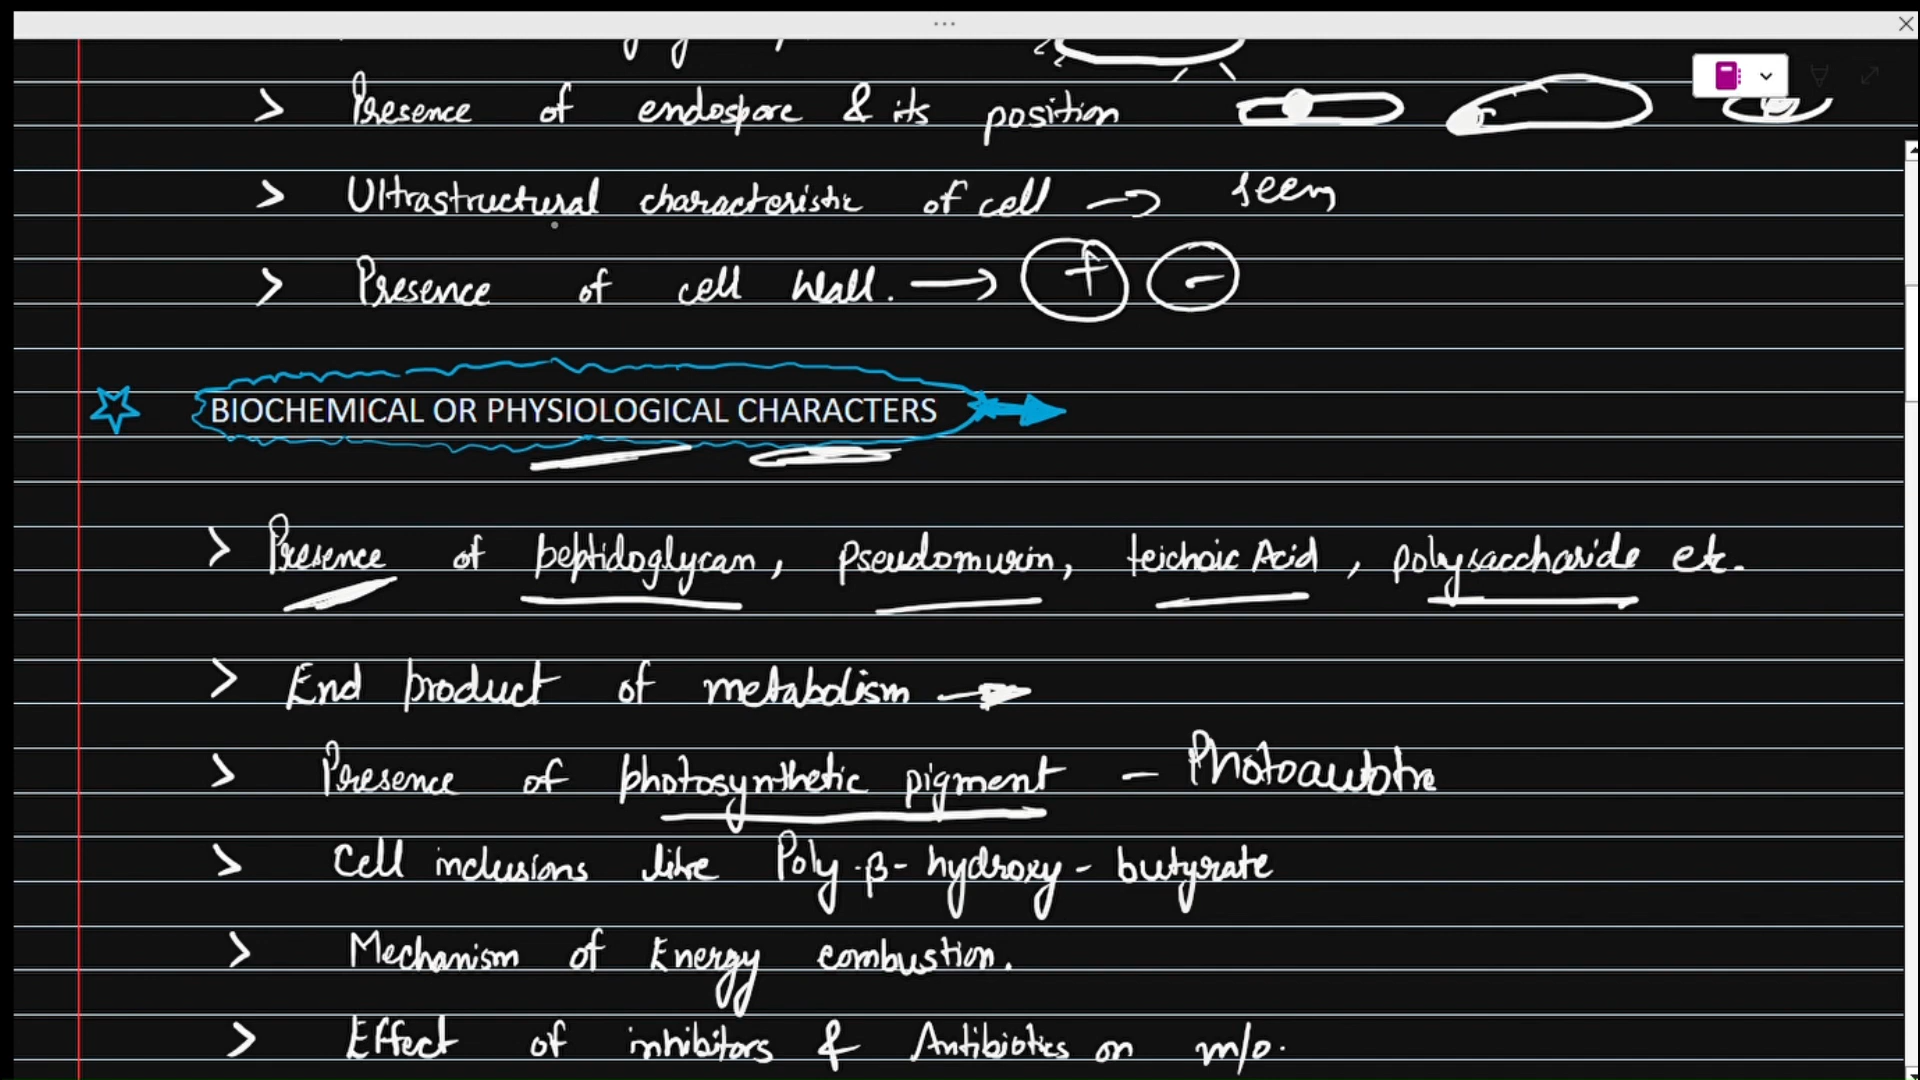 > Presence of endospore & its position
> Ultrastructural characteristic of cell → seem
> Presence of cell wall. → + -
BIOCHEMICAL OR PHYSIOLOGICAL CHARACTERS
> Presence of peptidoglycan, pseudomurin, teichoic Acid, polysaccharide etc.
> End product of metabolism →
> Presence of photosynthetic pigment - Photoautotro
> Cell inclusions like Poly-β-hydroxy-butyrate
> Mechanism of Energy combustion.
> Effect of inhibitors & Antibiotics on m/o.